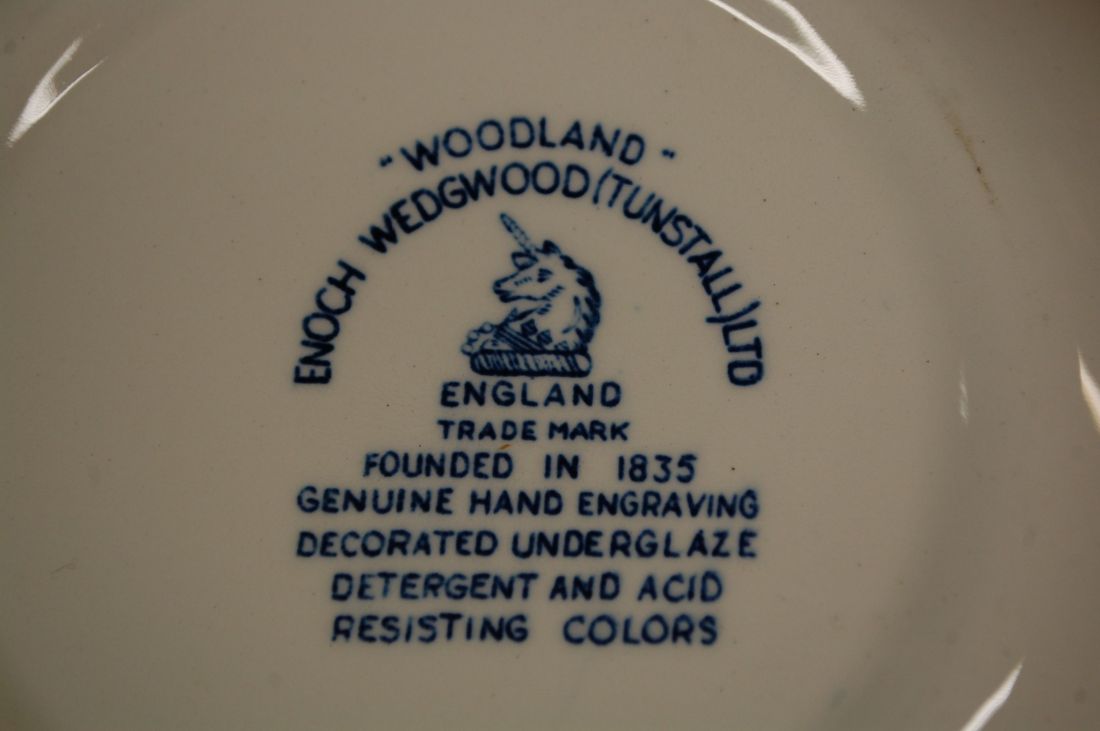 "WOODLAND"
ENOCH WEDGWOOD (TUNSTALL) LTD
ENGLAND
TRADE MARK
FOUNDED IN 1835
GENUINE HAND ENGRAVING
DECORATED UNDERGLAZE
DETERGENT AND ACID
RESISTING COLORS